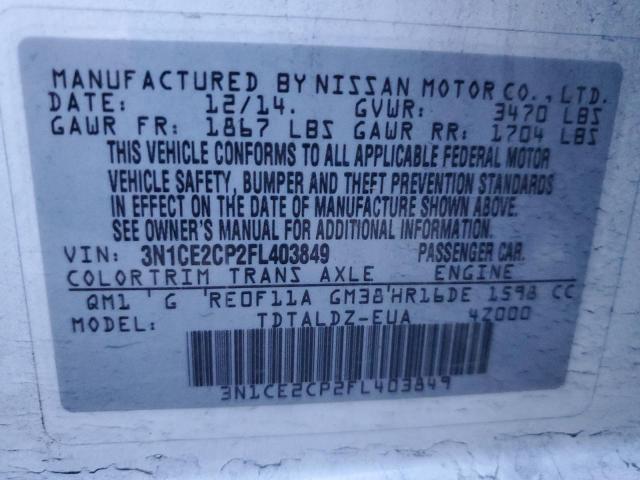 MANUFACTURED BY NISSAN MOTOR CO., LTD.
DATE: 12/14. GVWR: 3470 LBS
GAWR FR: 1867 LBS GAWR RR: 1704 LBS
THIS VEHICLE CONFORMS TO ALL APPLICABLE FEDERAL MOTOR
VEHICLE SAFETY, BUMPER AND THEFT PREVENTION STANDARDS
IN EFFECT ON THE DATE OF MANUFACTURE SHOWN ABOVE.
SEE OWNER'S MANUAL FOR ADDITIONAL INFORMATION.
VIN: 3N1CE2CP2FL403849 PASSENGER CAR.
COLOR TRIM TRANS AXLE ENGINE
QM1 ' G 'RE0F11A GM38'HR16DE 1598 CC
MODEL: TDTALDZ-EUA 4Z000
3N1CE2CP2FL403849